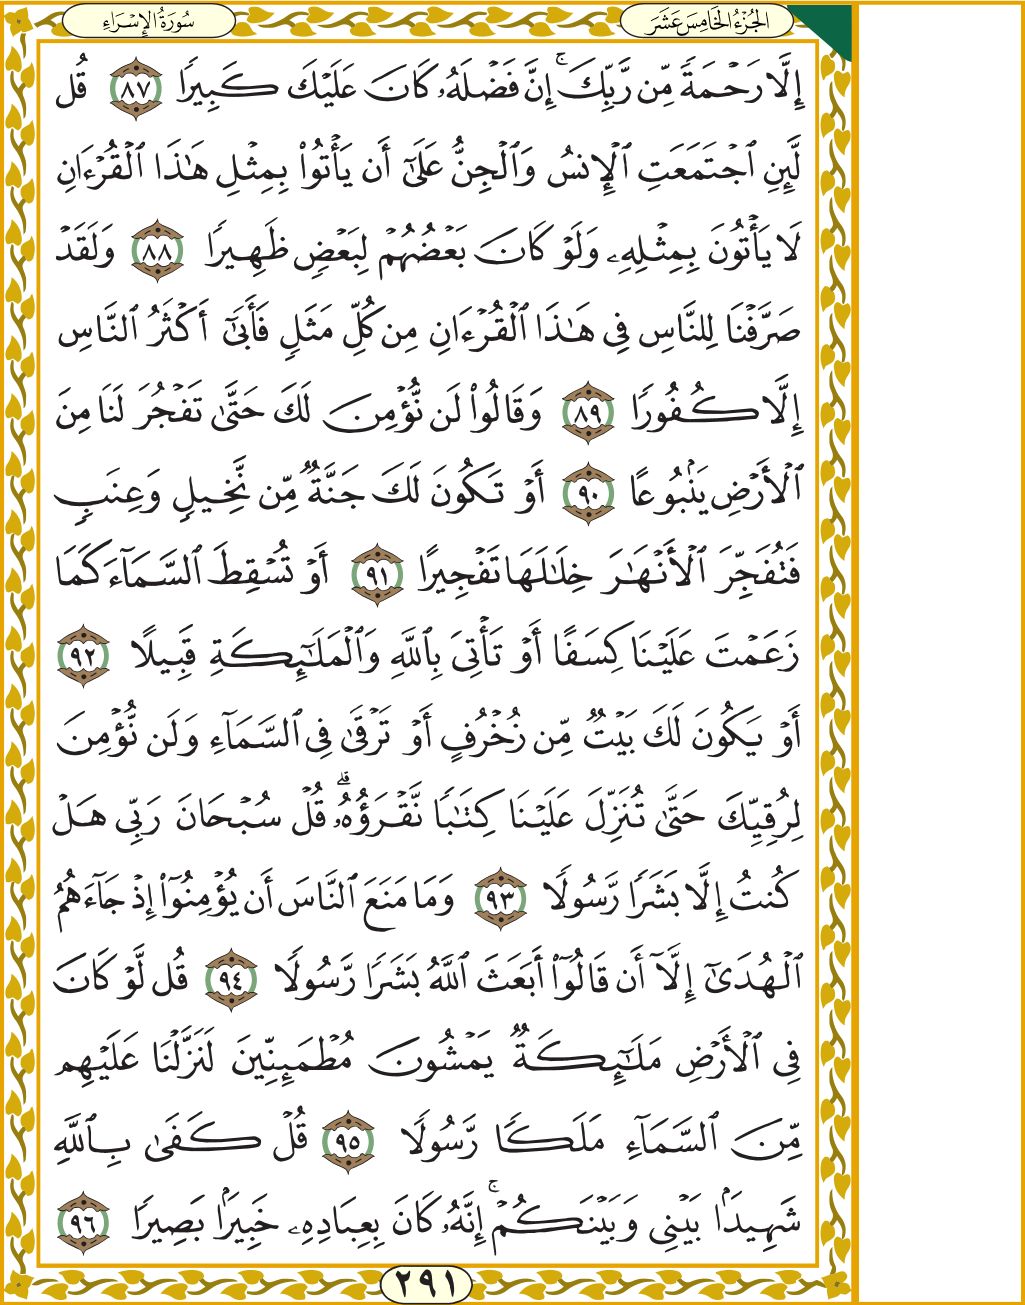 الجُزْءُ الخَامِسَ عَشَرَ
سُورَةُ الإِسْرَاءِ
إِلَّا رَحْمَةً مِّن رَّبِّكَۚ إِنَّ فَضْلَهُۥ كَانَ عَلَيْكَ كَبِيرًا ٨٧ قُل
لَّئِنِ ٱجْتَمَعَتِ ٱلْإِنسُ وَٱلْجِنُّ عَلَىٰٓ أَن يَأْتُوا۟ بِمِثْلِ هَـٰذَا ٱلْقُرْءَانِ
لَا يَأْتُونَ بِمِثْلِهِۦ وَلَوْ كَانَ بَعْضُهُمْ لِبَعْضٍ ظَهِيرًا ٨٨ وَلَقَدْ
صَرَّفْنَا لِلنَّاسِ فِى هَـٰذَا ٱلْقُرْءَانِ مِن كُلِّ مَثَلٍ فَأَبَىٰٓ أَكْثَرُ ٱلنَّاسِ
إِلَّا كُفُورًا ٨٩ وَقَالُوا۟ لَن نُّؤْمِنَ لَكَ حَتَّىٰ تَفْجُرَ لَنَا مِنَ
ٱلْأَرْضِ يَنۢبُوعًا ٩٠ أَوْ تَكُونَ لَكَ جَنَّةٌ مِّن نَّخِيلٍ وَعِنَبٍ
فَتُفَجِّرَ ٱلْأَنْهَـٰرَ خِلَـٰلَهَا تَفْجِيرًا ٩١ أَوْ تُسْقِطَ ٱلسَّمَآءَ كَمَا
زَعَمْتَ عَلَيْنَا كِسَفًا أَوْ تَأْتِىَ بِٱللَّهِ وَٱلْمَلَـٰٓئِكَةِ قَبِيلًا ٩٢
أَوْ يَكُونَ لَكَ بَيْتٌ مِّن زُخْرُفٍ أَوْ تَرْقَىٰ فِى ٱلسَّمَآءِ وَلَن نُّؤْمِنَ
لِرُقِيِّكَ حَتَّىٰ تُنَزِّلَ عَلَيْنَا كِتَـٰبًا نَّقْرَؤُهُۥۗ قُلْ سُبْحَانَ رَبِّى هَلْ
كُنتُ إِلَّا بَشَرًا رَّسُولًا ٩٣ وَمَا مَنَعَ ٱلنَّاسَ أَن يُؤْمِنُوٓا۟ إِذْ جَآءَهُمُ
ٱلْهُدَىٰٓ إِلَّآ أَن قَالُوٓا۟ أَبَعَثَ ٱللَّهُ بَشَرًا رَّسُولًا ٩٤ قُل لَّوْ كَانَ
فِى ٱلْأَرْضِ مَلَـٰٓئِكَةٌ يَمْشُونَ مُطْمَئِنِّينَ لَنَزَّلْنَا عَلَيْهِم
مِّنَ ٱلسَّمَآءِ مَلَكًا رَّسُولًا ٩٥ قُلْ كَفَىٰ بِٱللَّهِ
شَهِيدًۢا بَيْنِى وَبَيْنَكُمْۚ إِنَّهُۥ كَانَ بِعِبَادِهِۦ خَبِيرًۢا بَصِيرًا ٩٦
٢٩١